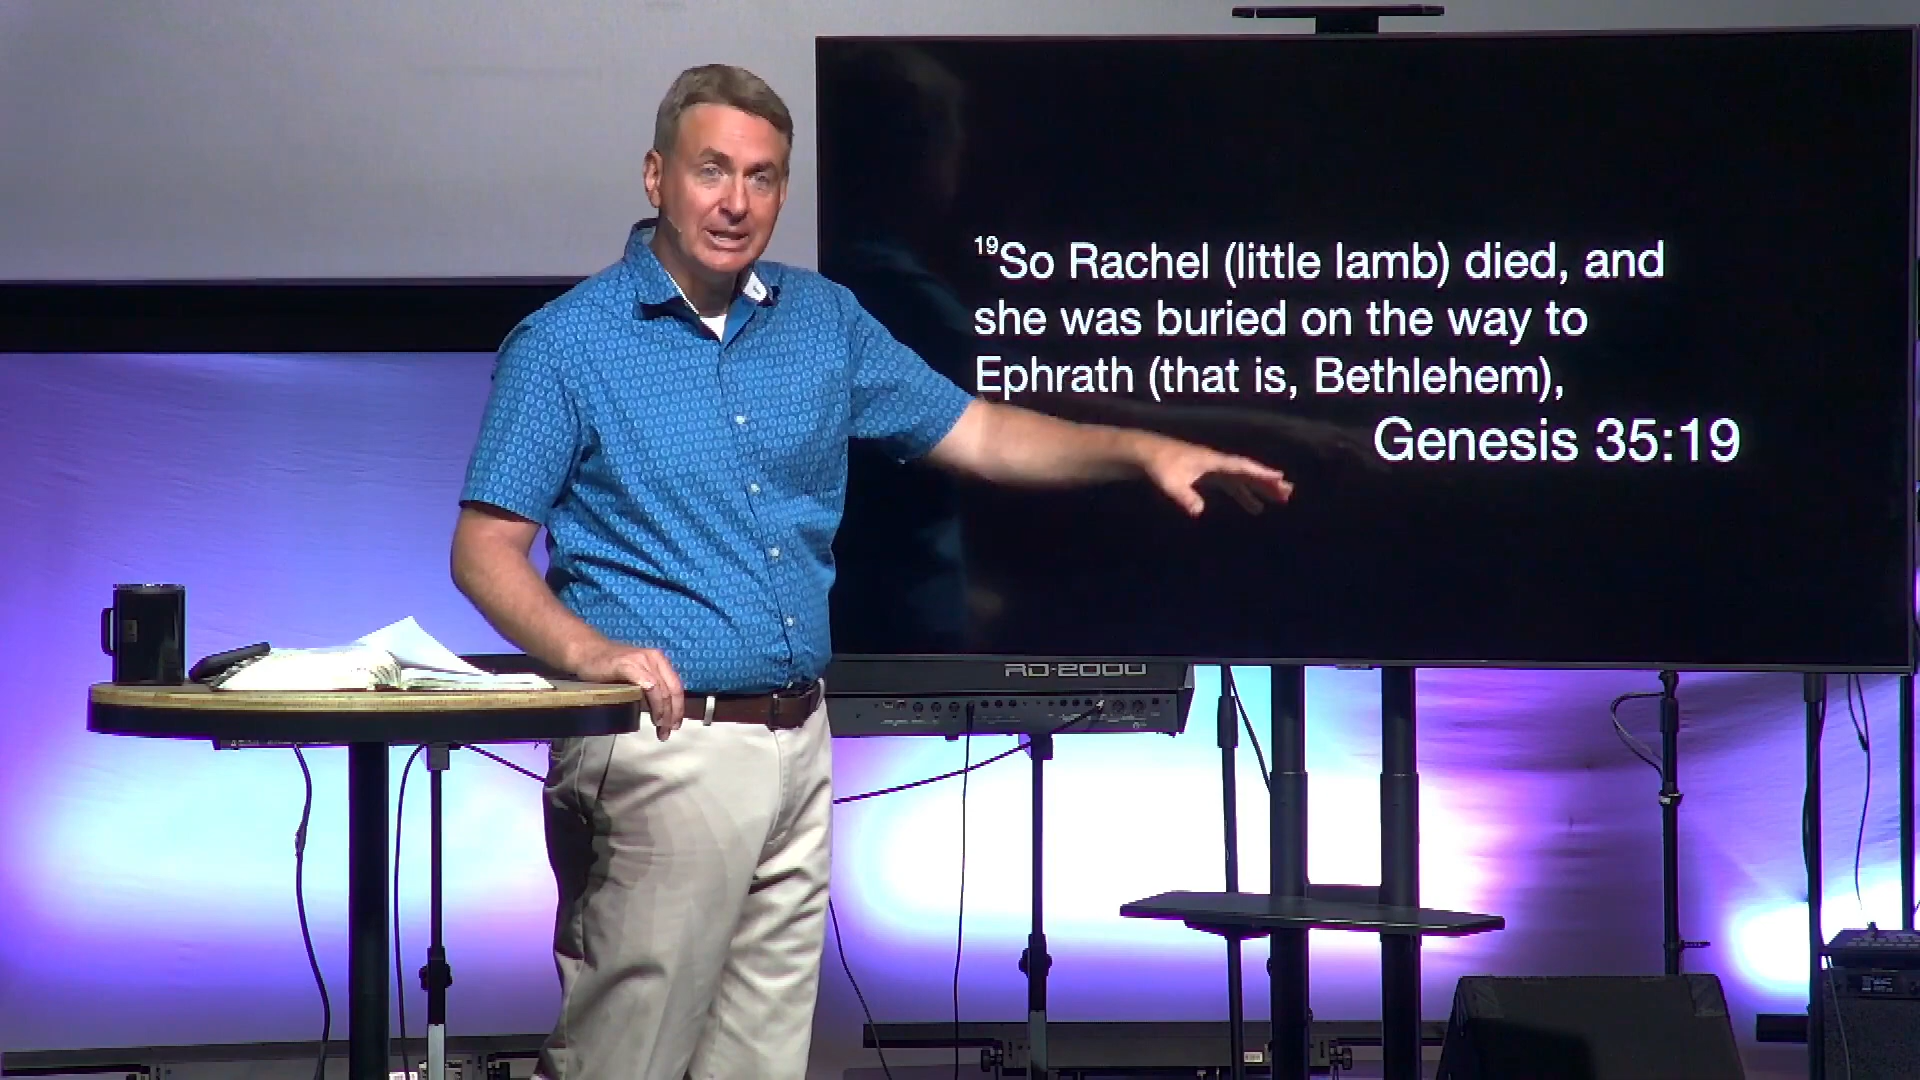 19So Rachel (little lamb) died, and
she was buried on the way to
Ephrath (that is, Bethlehem),
Genesis 35:19
RD-2000